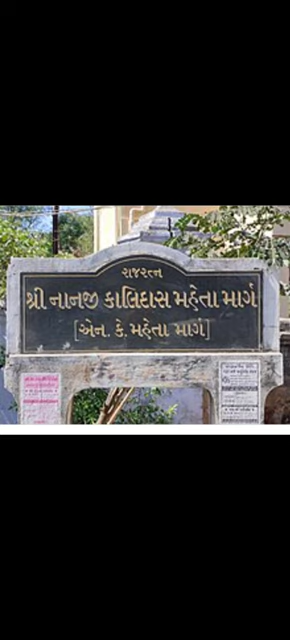 રાજરત્ન
શ્રી નાનજી કાલિદાસ મહેતા માર્ગ
[એન. કે. મહેતા માર્ગ]